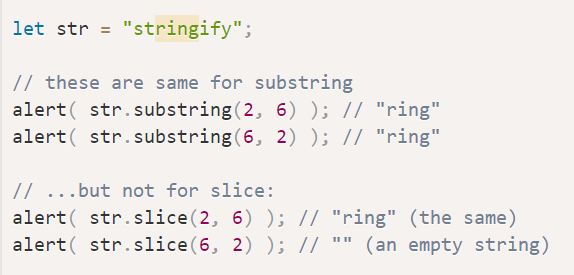 let str = "stringify";
// these are same for substring
alert( str.substring(2, 6) ); // "ring"
alert( str.substring(6, 2) ); // "ring"
// ...but not for slice:
alert( str.slice(2, 6) ); // "ring" (the same)
alert( str.slice(6, 2) ); // "" (an empty string)